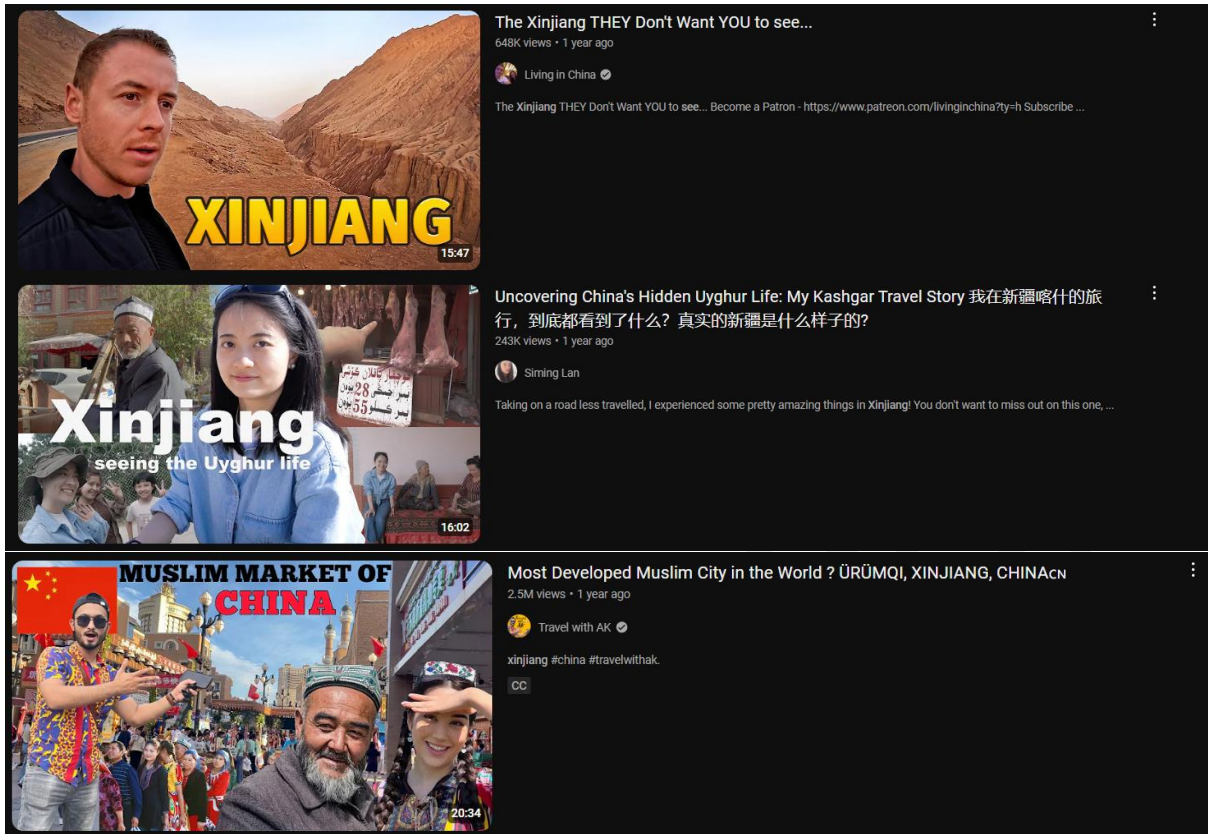 The Xinjiang THEY Don't Want YOU to see...
648K views • 1 year ago
Living in China
The Xinjiang THEY Don't Want YOU to see... Become a Patron - https://www.patreon.com/livinginchina?ty=h Subscribe ...
XINJIANG
15:47
Uncovering China's Hidden Uyghur Life: My Kashgar Travel Story 我在新疆喀什的旅
行，到底都看到了什么？真实的新疆是什么样子的?
243K views • 1 year ago
Siming Lan
Taking on a road less travelled, I experienced some pretty amazing things in Xinjiang! You don't want to miss out on this one, ...
28
55
Xinjiang
seeing the Uyghur life
16:02
MUSLIM MARKET OF
CHINA
20:34
Most Developed Muslim City in the World ? ÜRÜMQI, XINJIANG, CHINAᴄɴ
2.5M views • 1 year ago
Travel with AK
xinjiang #china #travelwithak.
CC